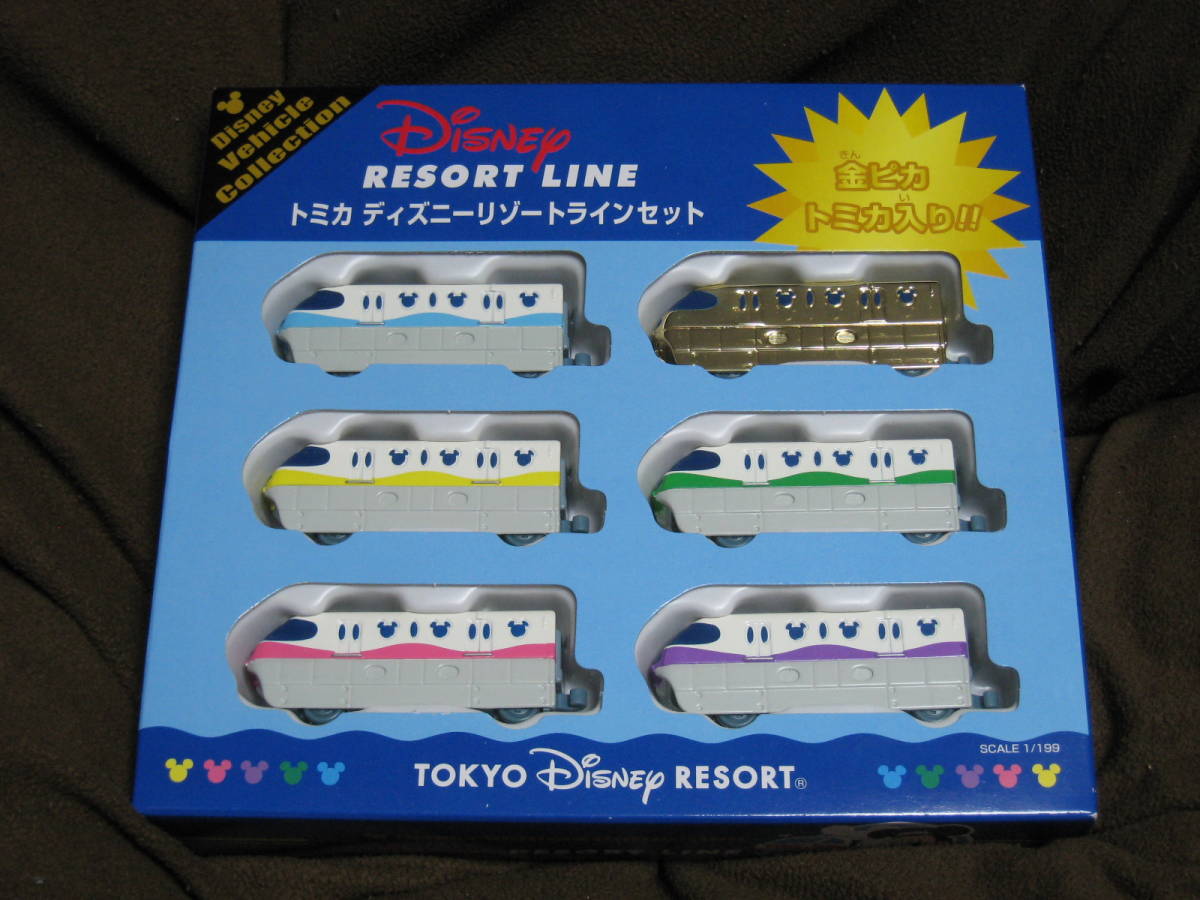 Disney
Vehicle
Collection
Disney
RESORT LINE
トミカ ディズニーリゾートラインセット
きん
金ピカ
い
トミカ入り!!
SCALE 1/199
TOKYO Disney RESORT®
RESORT LINE